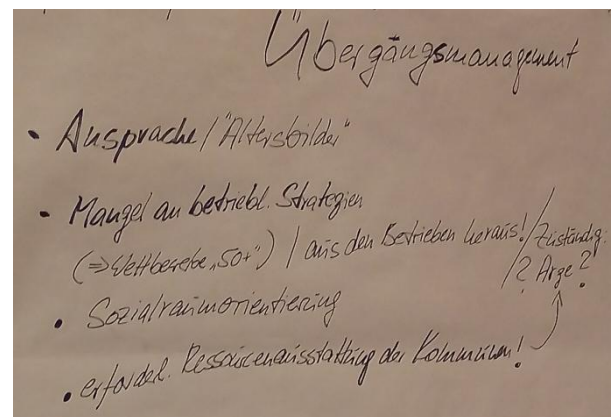 Übergangsmanagement
• Ansprache / "Altersbilder"
• Mangel an betriebl. Strategien
(⇒ Wettbewerbe „50+“) / aus den Betrieben heraus! / Zuständig:
/ ? Arge ?
• Sozialraumorientierung
• erforderl. Ressourcenausstattung der Kommunen!